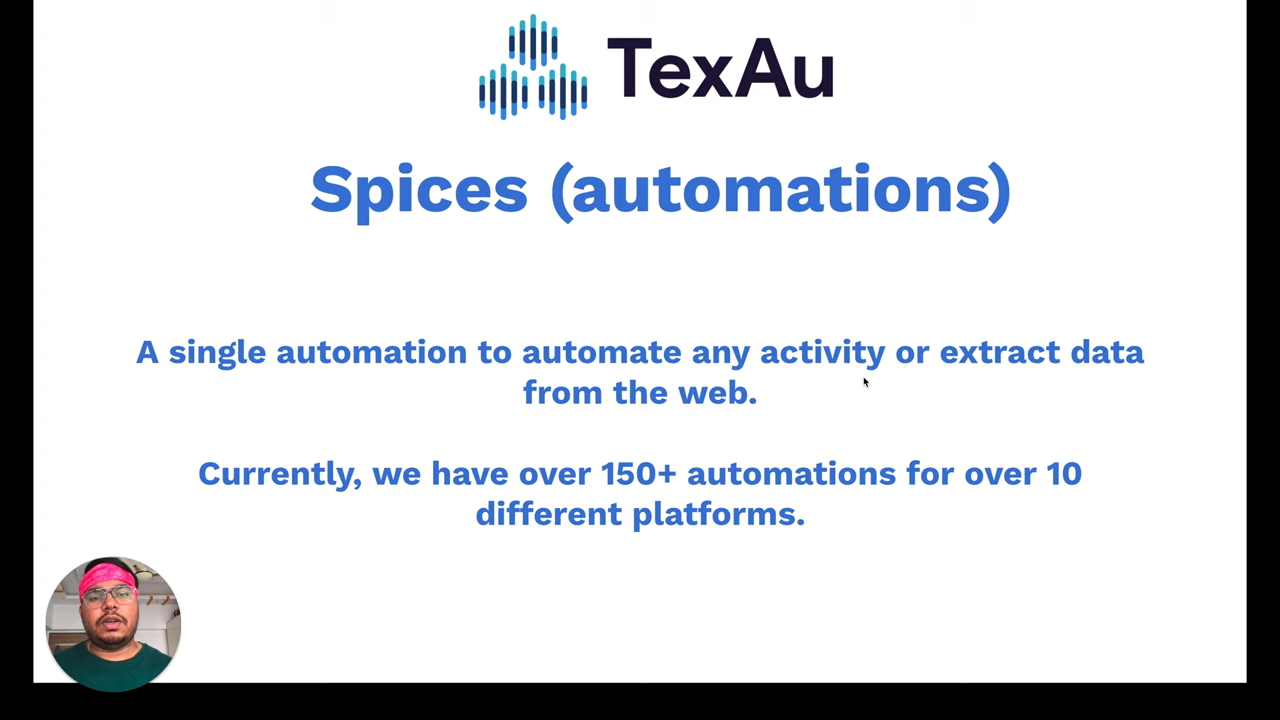 TexAu
Spices (automations)
A single automation to automate any activity or extract data
from the web.
Currently, we have over 150+ automations for over 10
different platforms.